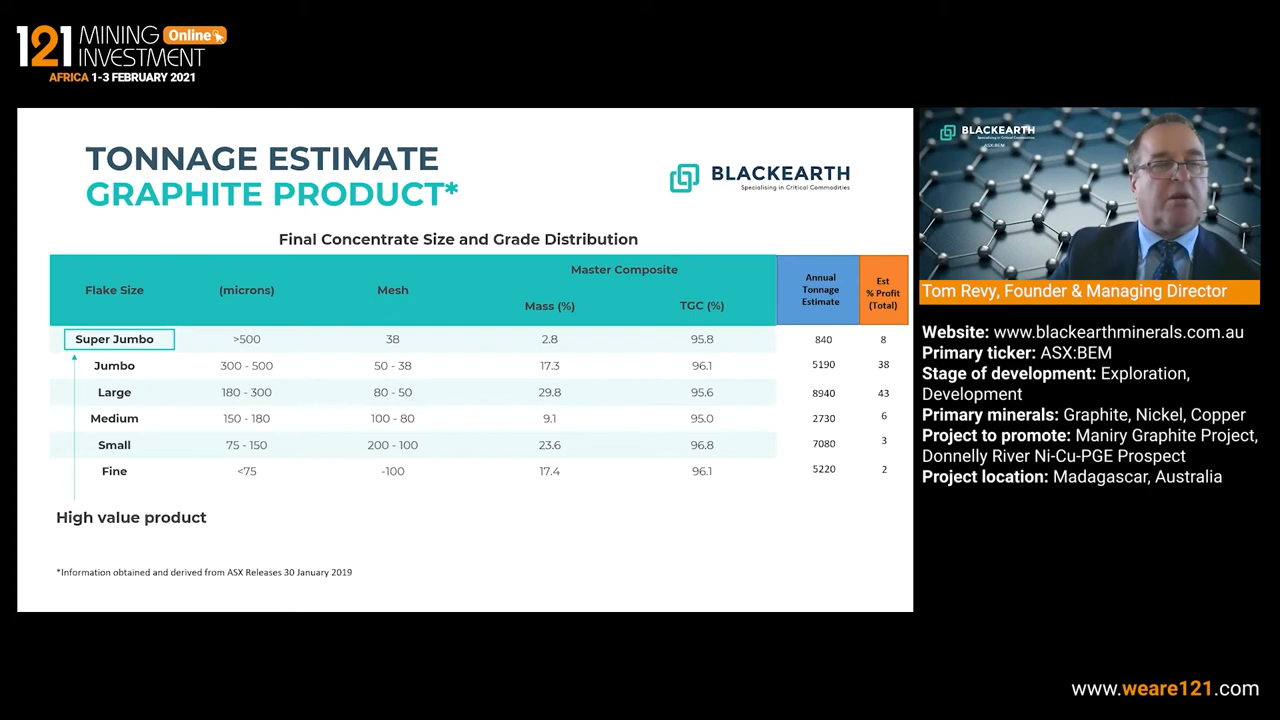 121 MINING Online
INVESTMENT
AFRICA 1-3 FEBRUARY 2021
TONNAGE ESTIMATE
GRAPHITE PRODUCT*
BLACKEARTH
Specialising in Critical Commodities
Final Concentrate Size and Grade Distribution
Flake Size (microns) Mesh Master Composite Mass (%) TGC (%) Annual Tonnage Estimate Est % Profit (Total)
Super Jumbo >500 38 2.8 95.8 840 8
Jumbo 300 - 500 50 - 38 17.3 96.1 5190 38
Large 180 - 300 80 - 50 29.8 95.6 8940 43
Medium 150 - 180 100 - 80 9.1 95.0 2730 6
Small 75 - 150 200 - 100 23.6 96.8 7080 3
Fine <75 -100 17.4 96.1 5220 2
High value product
*Information obtained and derived from ASX Releases 30 January 2019
BLACKEARTH
Specialising in Critical Commodities
ASX:BEM
Tom Revy, Founder & Managing Director
Website: www.blackearthminerals.com.au
Primary ticker: ASX:BEM
Stage of development: Exploration,
Development
Primary minerals: Graphite, Nickel, Copper
Project to promote: Maniry Graphite Project,
Donnelly River Ni-Cu-PGE Prospect
Project location: Madagascar, Australia
www.weare121.com